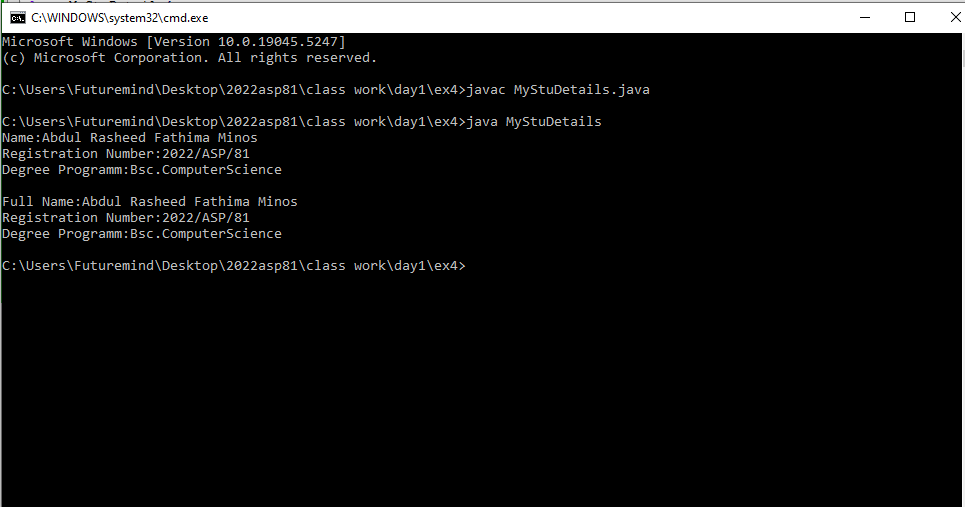 C:\WINDOWS\system32\cmd.exe
Microsoft Windows [Version 10.0.19045.5247]
(c) Microsoft Corporation. All rights reserved.
C:\Users\Futuremind\Desktop\2022asp81\class work\day1\ex4>javac MyStuDetails.java
C:\Users\Futuremind\Desktop\2022asp81\class work\day1\ex4>java MyStuDetails
Name:Abdul Rasheed Fathima Minos
Registration Number:2022/ASP/81
Degree Programm:Bsc.ComputerScience
Full Name:Abdul Rasheed Fathima Minos
Registration Number:2022/ASP/81
Degree Programm:Bsc.ComputerScience
C:\Users\Futuremind\Desktop\2022asp81\class work\day1\ex4>